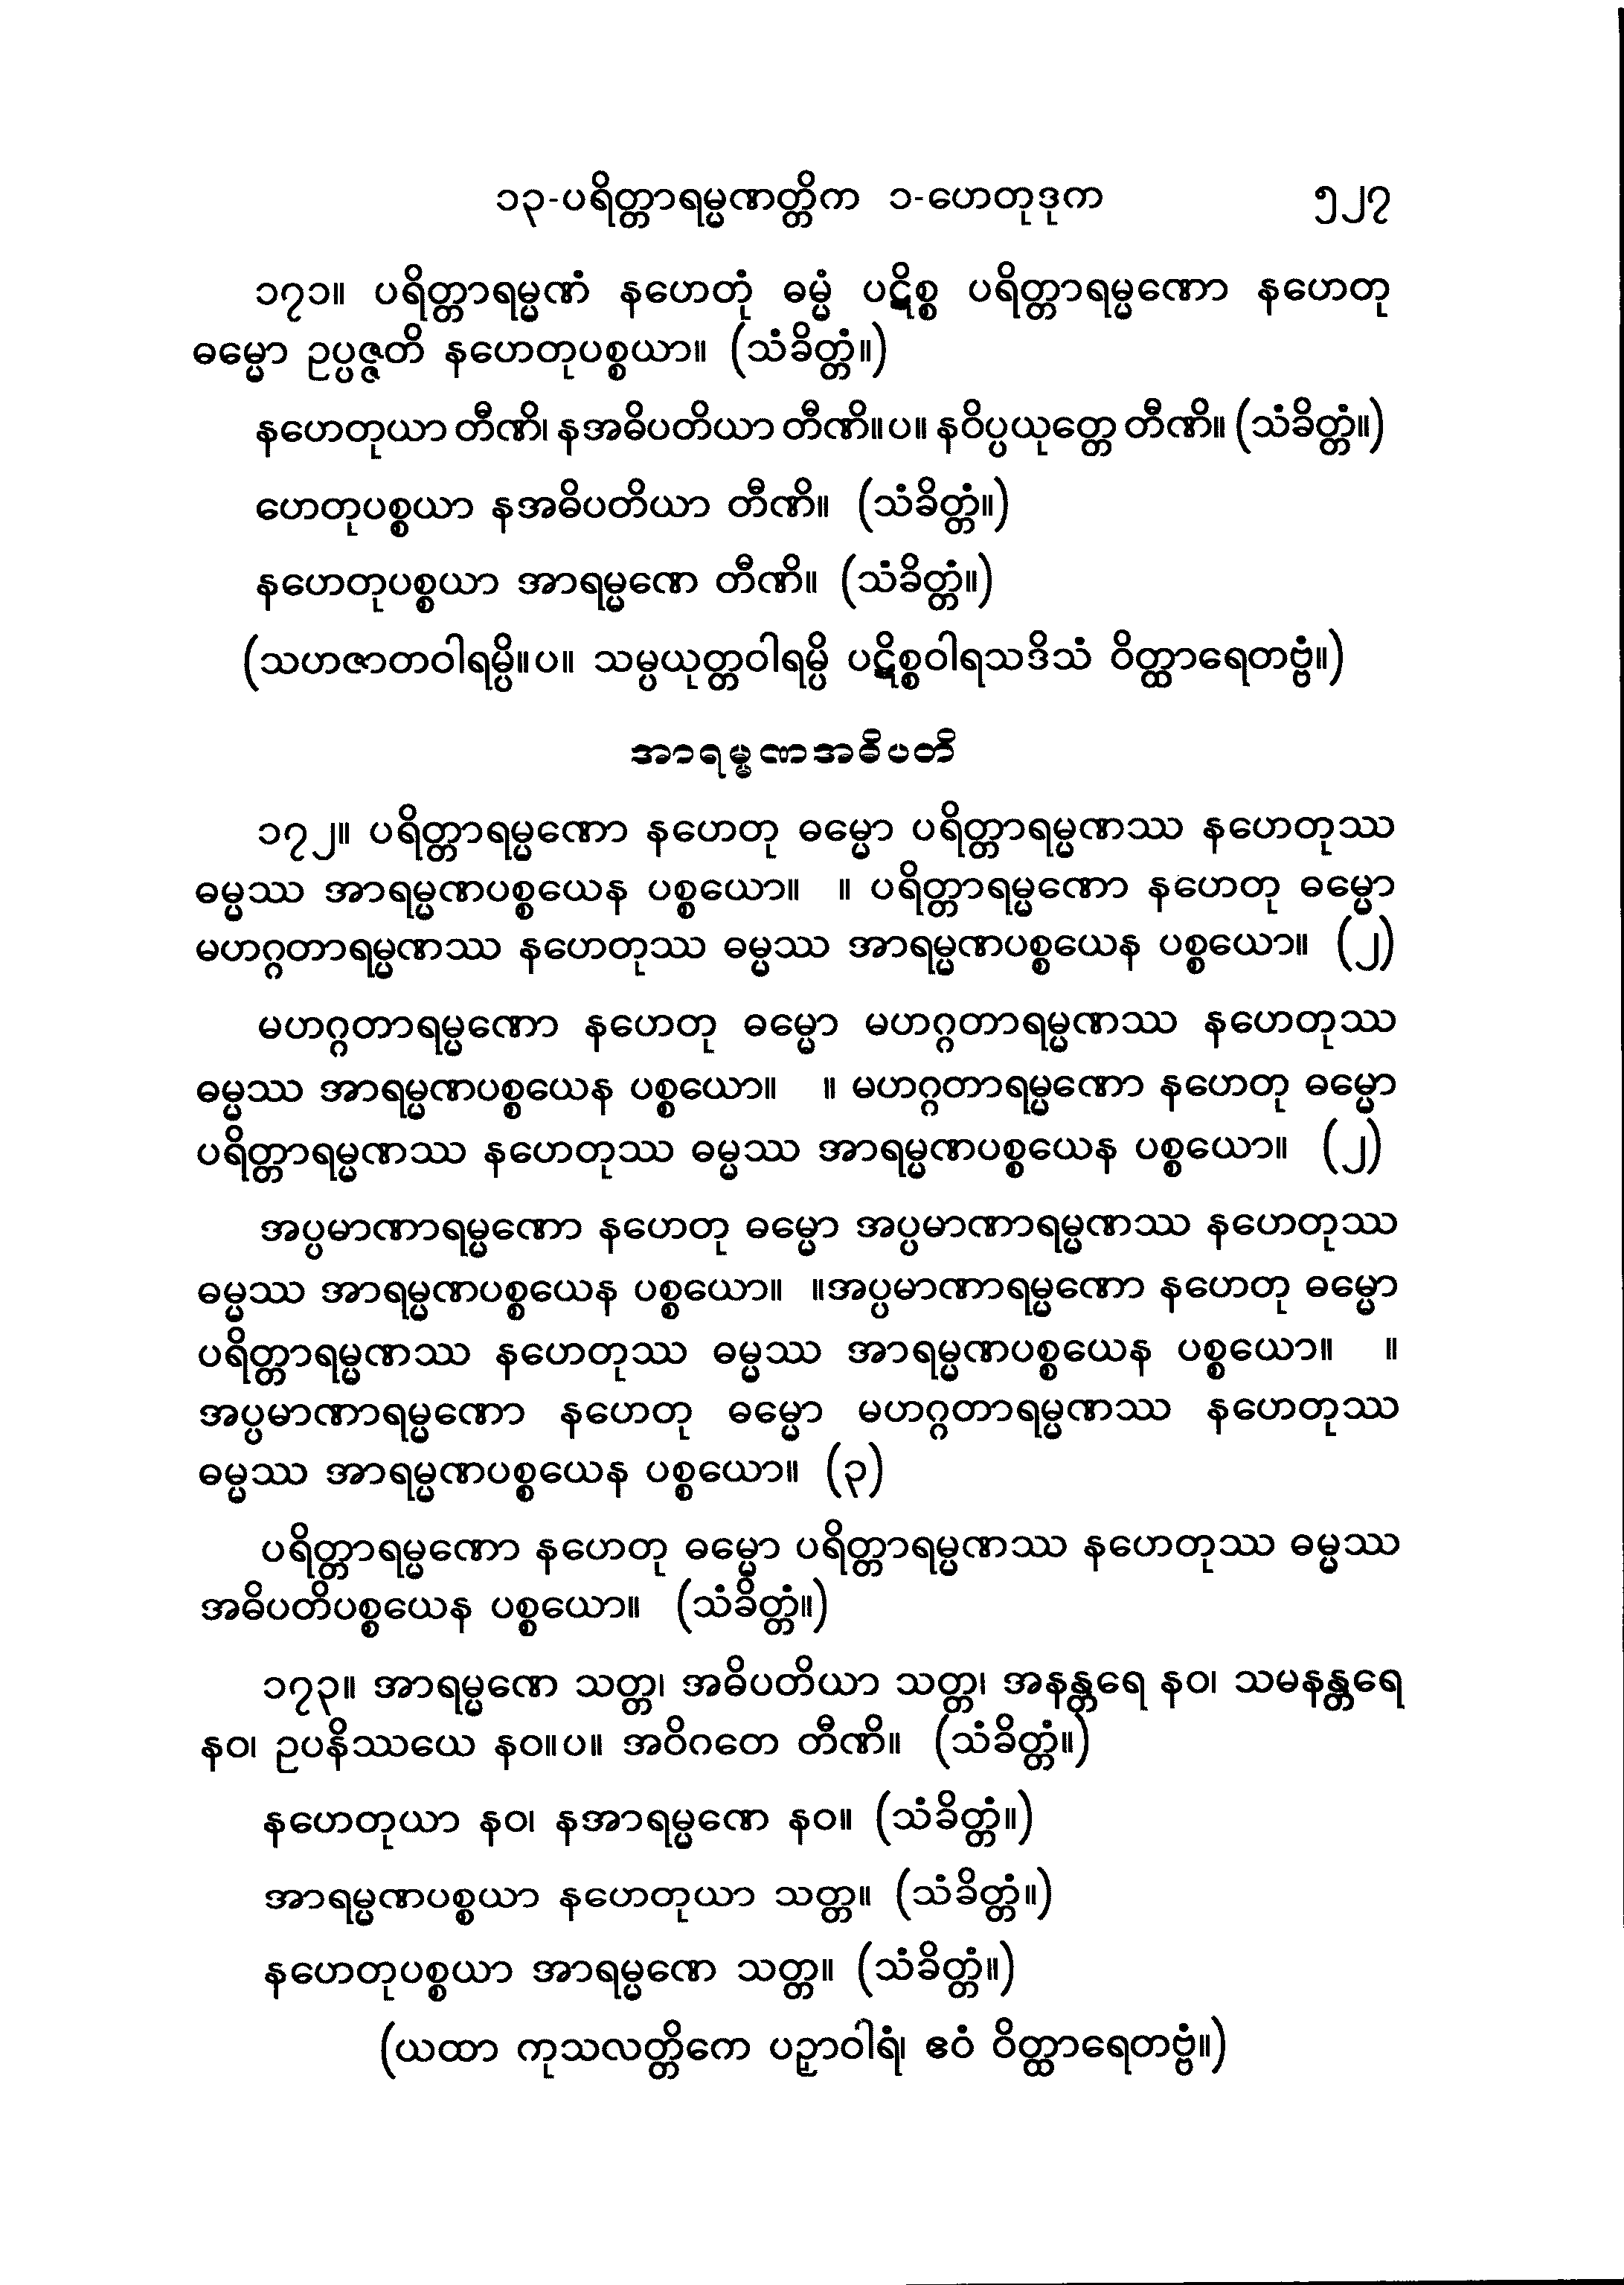 ၁၃-ပရိတ္တာရမ္မဏတ္တိက ၁-ဟေတုဒုက ၅၂၇
၁၇၁။ ပရိတ္တာရမ္မဏံ နဟေတုံ ဓမ္မံ ပဋိစ္စ ပရိတ္တာရမ္မဏော နဟေတု
ဓမ္မော ဥပ္ပဇ္ဇတိ နဟေတုပစ္စယာ။ (သံခိတ္တံ။)
နဟေတုယာ တီဏိ၊ နအဓိပတိယာ တီဏိ။ပ။ နဝိပ္ပယုတ္တေ တီဏိ။ (သံခိတ္တံ။)
ဟေတုပစ္စယာ နအဓိပတိယာ တီဏိ။ (သံခိတ္တံ။)
နဟေတုပစ္စယာ အာရမ္မဏေ တီဏိ။ (သံခိတ္တံ။)
(သဟဇာတဝါရမ္ပိ။ပ။ သမ္ပယုတ္တဝါရမ္ပိ ပဋိစ္စဝါရသဒိသံ ဝိတ္ထာရေတဗ္ဗံ။)
အာရမ္မဏအဓိပတိ
၁၇၂။ ပရိတ္တာရမ္မဏော နဟေတု ဓမ္မော ပရိတ္တာရမ္မဏဿ နဟေတုဿ
ဓမ္မဿ အာရမ္မဏပစ္စယေန ပစ္စယော။ ။ ပရိတ္တာရမ္မဏော နဟေတု ဓမ္မော
မဟဂ္ဂတာရမ္မဏဿ နဟေတုဿ ဓမ္မဿ အာရမ္မဏပစ္စယေန ပစ္စယော။ (၂)
မဟဂ္ဂတာရမ္မဏော နဟေတု ဓမ္မော မဟဂ္ဂတာရမ္မဏဿ နဟေတုဿ
ဓမ္မဿ အာရမ္မဏပစ္စယေန ပစ္စယော။ ။ မဟဂ္ဂတာရမ္မဏော နဟေတု ဓမ္မော
ပရိတ္တာရမ္မဏဿ နဟေတုဿ ဓမ္မဿ အာရမ္မဏပစ္စယေန ပစ္စယော။ (၂)
အပ္ပမာဏာရမ္မဏော နဟေတု ဓမ္မော အပ္ပမာဏာရမ္မဏဿ နဟေတုဿ
ဓမ္မဿ အာရမ္မဏပစ္စယေန ပစ္စယော။ ။အပ္ပမာဏာရမ္မဏော နဟေတု ဓမ္မော
ပရိတ္တာရမ္မဏဿ နဟေတုဿ ဓမ္မဿ အာရမ္မဏပစ္စယေန ပစ္စယော။ ။
အပ္ပမာဏာရမ္မဏော နဟေတု ဓမ္မော မဟဂ္ဂတာရမ္မဏဿ နဟေတုဿ
ဓမ္မဿ အာရမ္မဏပစ္စယေန ပစ္စယော။ (၃)
ပရိတ္တာရမ္မဏော နဟေတု ဓမ္မော ပရိတ္တာရမ္မဏဿ နဟေတုဿ ဓမ္မဿ
အဓိပတိပစ္စယေန ပစ္စယော။ (သံခိတ္တံ။)
၁၇၃။ အာရမ္မဏေ သတ္တ၊ အဓိပတိယာ သတ္တ၊ အနန္တရေ နဝ၊ သမနန္တရေ
နဝ၊ ဥပနိဿယေ နဝ။ပ။ အဝိဂတေ တီဏိ။ (သံခိတ္တံ။)
နဟေတုယာ နဝ၊ နအာရမ္မဏေ နဝ။ (သံခိတ္တံ။)
အာရမ္မဏပစ္စယာ နဟေတုယာ သတ္တ။ (သံခိတ္တံ။)
နဟေတုပစ္စယာ အာရမ္မဏေ သတ္တ။ (သံခိတ္တံ။)
(ယထာ ကုသလတ္တိကေ ပဉှာဝါရံ၊ ဧဝံ ဝိတ္ထာရေတဗ္ဗံ။)